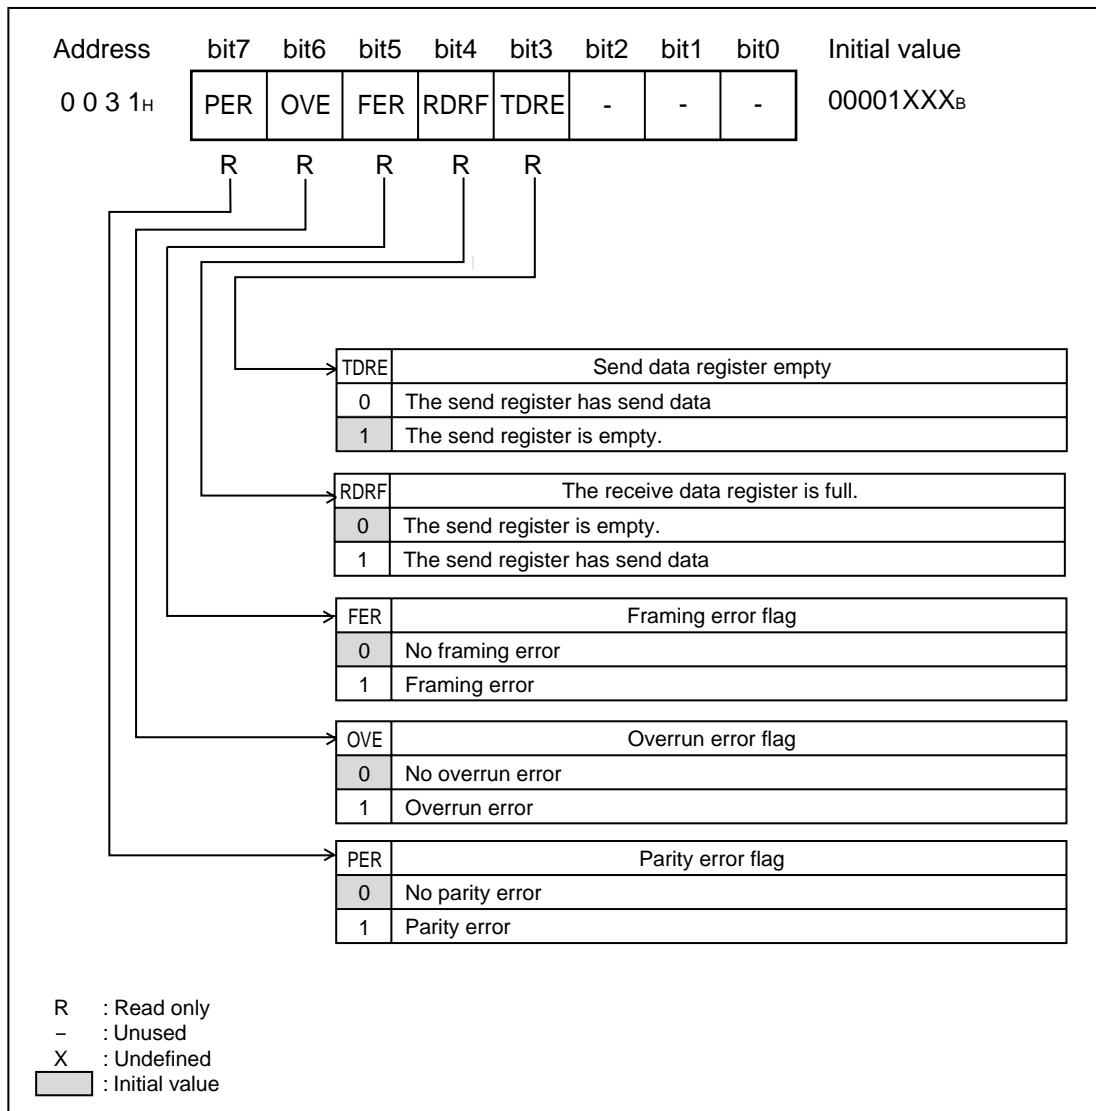 Address bit7 bit6 bit5 bit4 bit3 bit2 bit1 bit0 Initial value
0 0 3 1H PER OVE FER RDRF TDRE - - - 00001XXXB
R R R R R
TDRE Send data register empty
0 The send register has send data
1 The send register is empty.
RDRF The receive data register is full.
0 The send register is empty.
1 The send register has send data
FER Framing error flag
0 No framing error
1 Framing error
OVE Overrun error flag
0 No overrun error
1 Overrun error
PER Parity error flag
0 No parity error
1 Parity error
R : Read only
− : Unused
X : Undefined
: Initial value